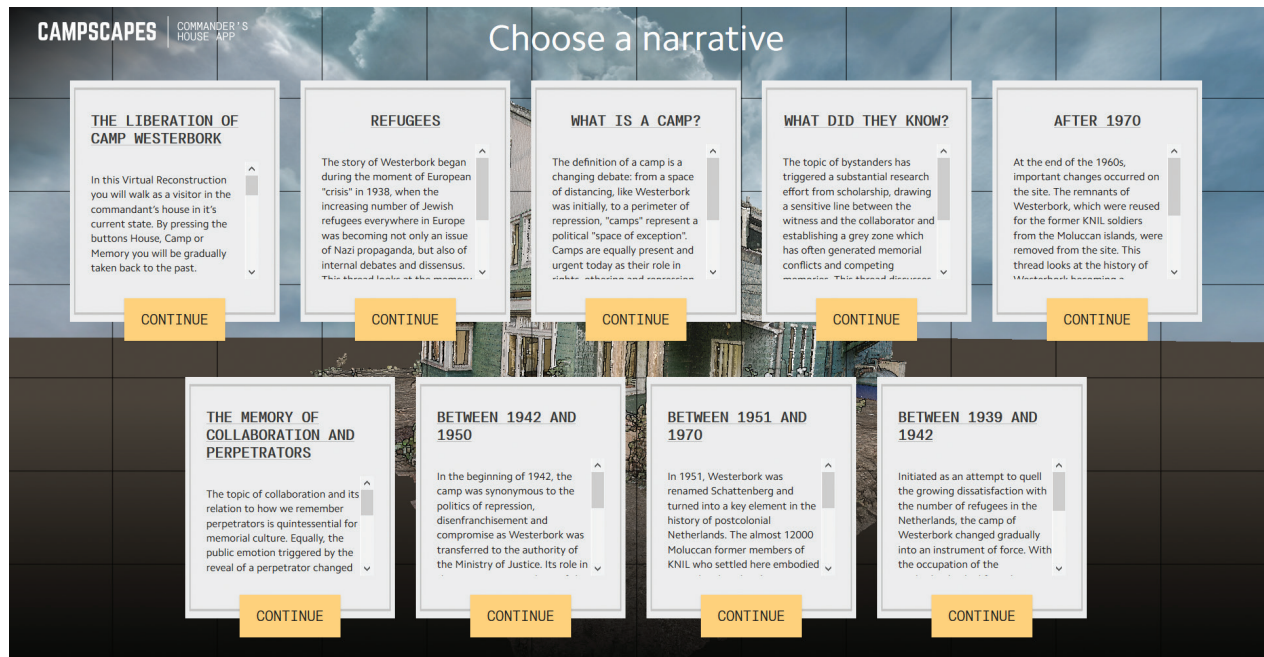 CAMPSCAPES
COMMANDER'S
HOUSE APP
Choose a narrative
THE LIBERATION OF
CAMP WESTERBORK
In this Virtual Reconstruction
you will walk as a visitor in the
commandant's house in it's
current state. By pressing the
buttons House, Camp or
Memory you will be gradually
taken back to the past.
CONTINUE
REFUGEES
The story of Westerbork began
during the moment of European
"crisis" in 1938, when the
increasing number of Jewish
refugees everywhere in Europe
was becoming not only an issue
of Nazi propaganda, but also of
internal debates and dissensus.
This thread looks at the memory
CONTINUE
WHAT IS A CAMP?
The definition of a camp is a
changing debate: from a space
of distancing, like Westerbork
was initially, to a perimeter of
repression, "camps" represent a
political "space of exception".
Camps are equally present and
urgent today as their role in
rights, othering and repression
CONTINUE
WHAT DID THEY KNOW?
The topic of bystanders has
triggered a substantial research
effort from scholarship, drawing
a sensitive line between the
witness and the collaborator and
establishing a grey zone which
has often generated memorial
conflicts and competing
memories. This thread discusses
CONTINUE
AFTER 1970
At the end of the 1960s,
important changes occurred on
the site. The remnants of
Westerbork, which were reused
for the former KNIL soldiers
from the Moluccan islands, were
removed from the site. This
thread looks at the history of
Westerbork becoming a
CONTINUE
THE MEMORY OF
COLLABORATION AND
PERPETRATORS
The topic of collaboration and its
relation to how we remember
perpetrators is quintessential for
memorial culture. Equally, the
public emotion triggered by the
reveal of a perpetrator changed
CONTINUE
BETWEEN 1942 AND
1950
In the beginning of 1942, the
camp was synonymous to the
politics of repression,
disenfranchisement and
compromise as Westerbork was
transferred to the authority of
the Ministry of Justice. Its role in
CONTINUE
BETWEEN 1951 AND
1970
In 1951, Westerbork was
renamed Schattenberg and
turned into a key element in the
history of postcolonial
Netherlands. The almost 12000
Moluccan former members of
KNIL who settled here embodied
CONTINUE
BETWEEN 1939 AND
1942
Initiated as an attempt to quell
the growing dissatisfaction with
the number of refugees in the
Netherlands, the camp of
Westerbork changed gradually
into an instrument of force. With
the occupation of the
CONTINUE